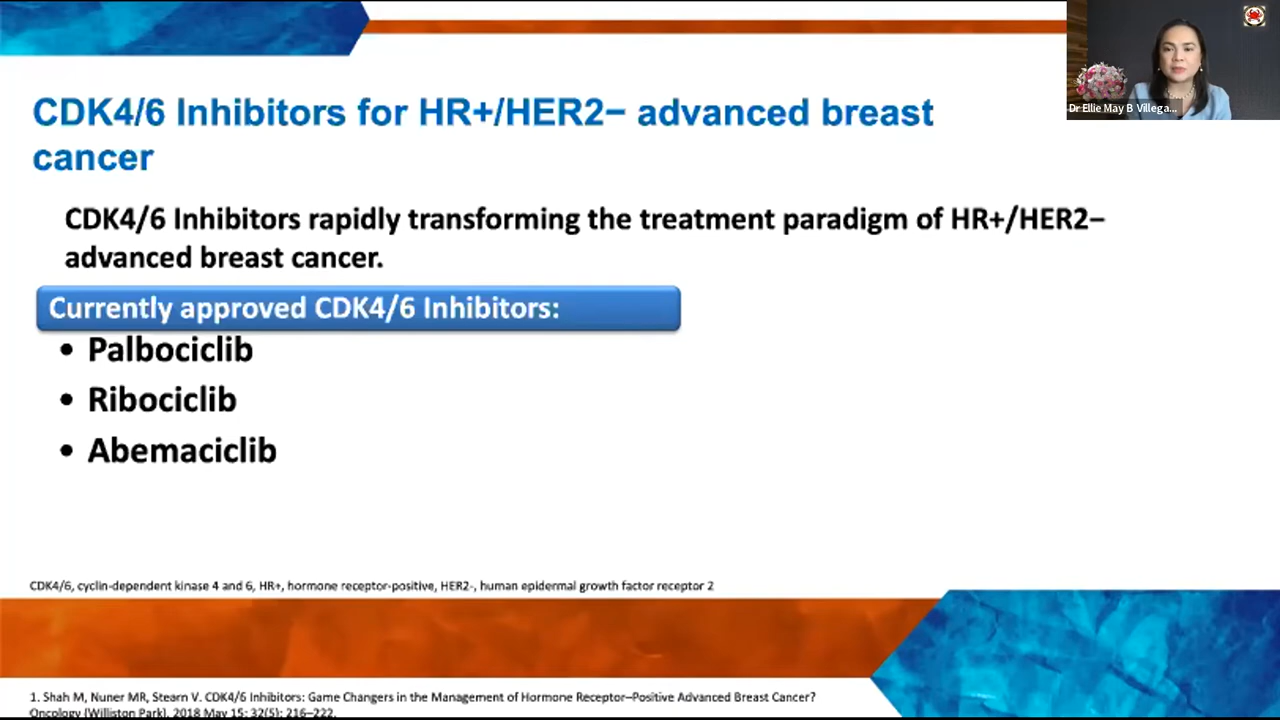 CDK4/6 Inhibitors for HR+/HER2− advanced breast
cancer
Dr Ellie May B Villega...
CDK4/6 Inhibitors rapidly transforming the treatment paradigm of HR+/HER2−
advanced breast cancer.
Currently approved CDK4/6 Inhibitors:
• Palbociclib
• Ribociclib
• Abemaciclib
CDK4/6, cyclin-dependent kinase 4 and 6, HR+, hormone receptor-positive, HER2-, human epidermal growth factor receptor 2
1. Shah M, Nuner MR, Stearn V. CDK4/6 Inhibitors: Game Changers in the Management of Hormone Receptor–Positive Advanced Breast Cancer?
Oncology (Williston Park). 2018 May 15; 32(5): 216–222.